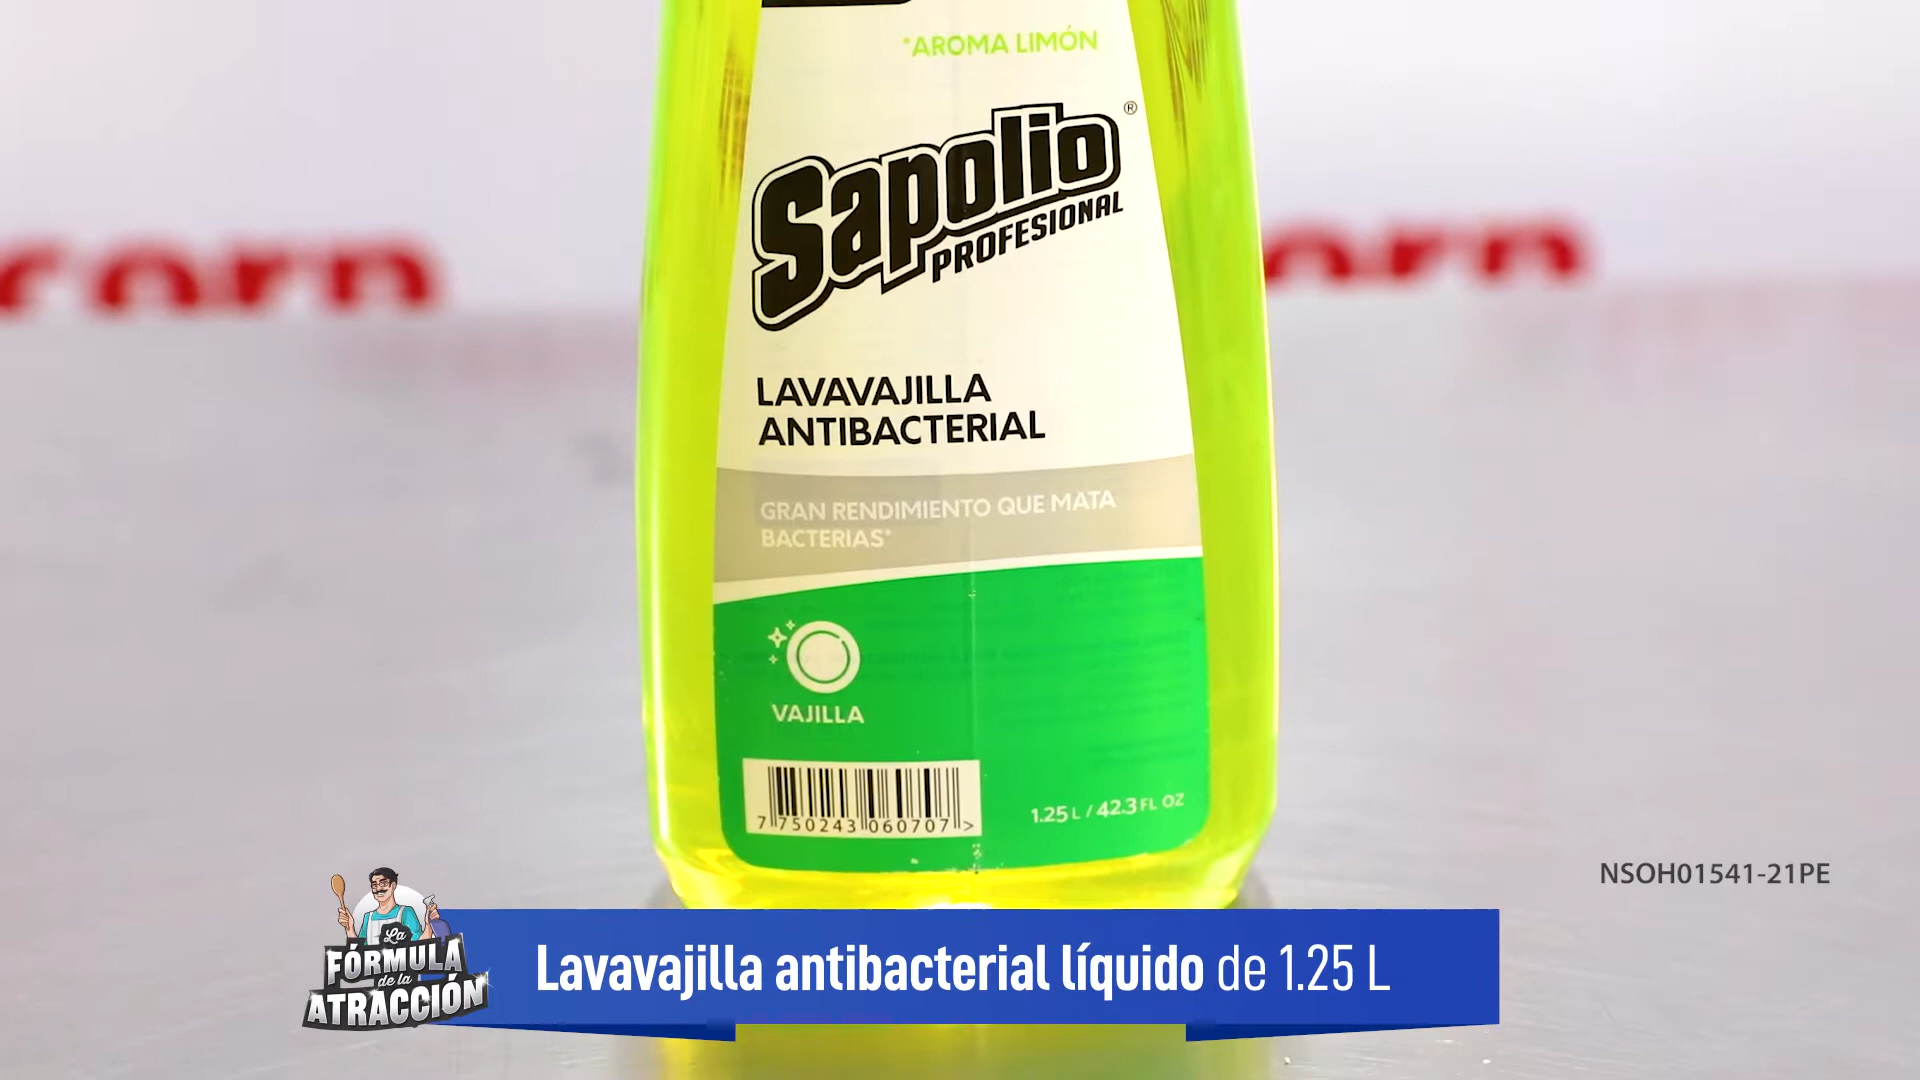 *AROMA LIMÓN
Sapolio®
PROFESIONAL
LAVAVAJILLA
ANTIBACTERIAL
GRAN RENDIMIENTO QUE MATA
BACTERIAS*
VAJILLA
7 750243 060707 >
1.25 L / 42.3 FL OZ
NSOH01541-21PE
La
FÓRMULA
de la
ATRACCIÓN
Lavavajilla antibacterial líquido de 1.25 L